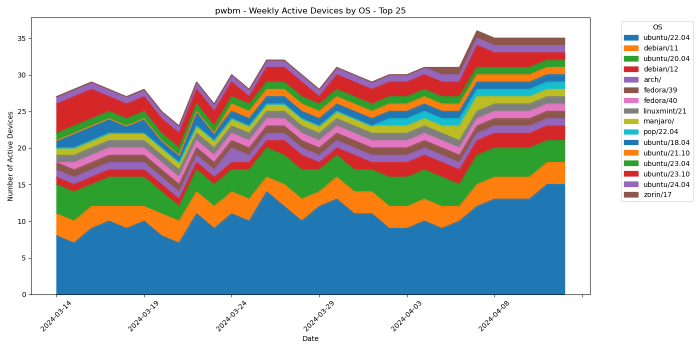 pwbm - Weekly Active Devices by OS - Top 25
Number of Active Devices
35
30
25
20
15
10
5
0
2024-03-14
2024-03-19
2024-03-24
2024-03-29
2024-04-03
2024-04-08
Date
OS
ubuntu/22.04
debian/11
ubuntu/20.04
debian/12
arch/
fedora/39
fedora/40
linuxmint/21
manjaro/
pop/22.04
ubuntu/18.04
ubuntu/21.10
ubuntu/23.04
ubuntu/23.10
ubuntu/24.04
zorin/17